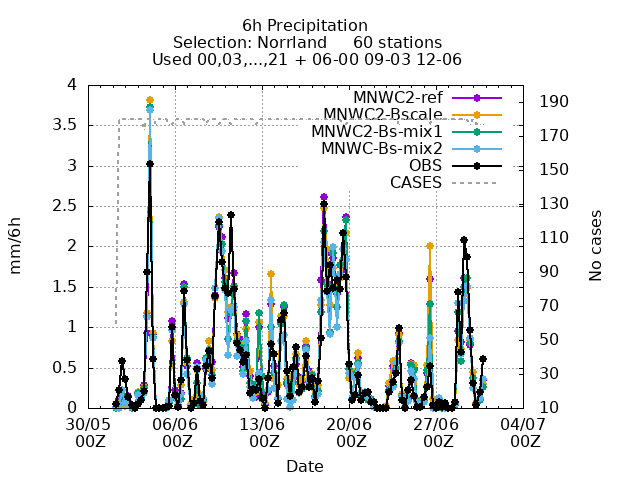 6h Precipitation
Selection: Norrland 60 stations
Used 00,03,...,21 + 06-00 09-03 12-06
mm/6h
4
3.5
3
2.5
2
1.5
1
0.5
0
MNWC2-ref
MNWC2-Bscale
MNWC2-Bs-mix1
MNWC-Bs-mix2
OBS
CASES
190
170
150
130
110
90
70
50
30
10
No cases
30/05 06/06 13/06 20/06 27/06 04/07
00Z 00Z 00Z 00Z 00Z 00Z
Date